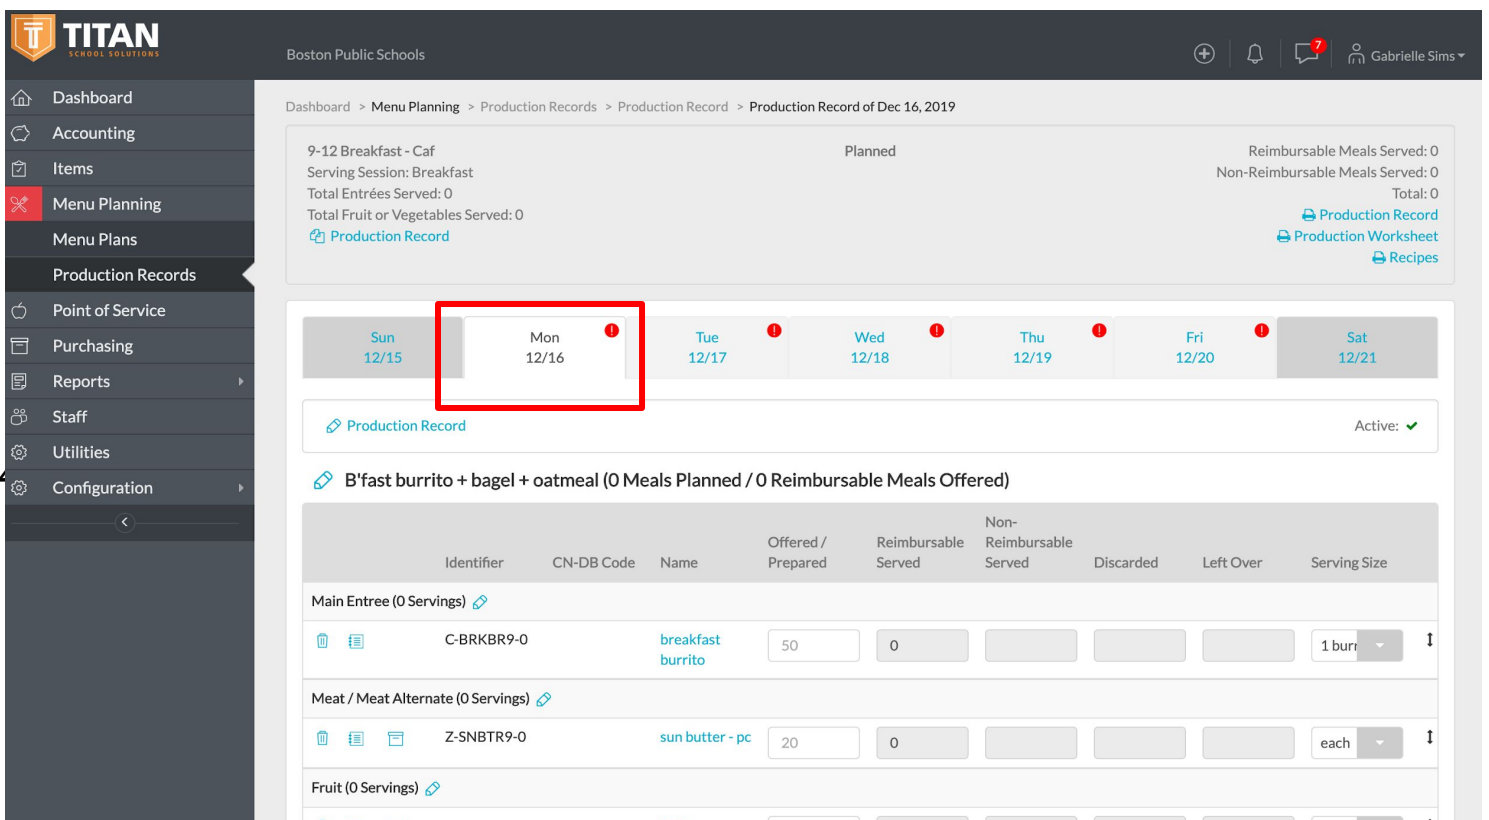 TITAN
SCHOOL SOLUTIONS
Boston Public Schools
7
Gabrielle Sims
Dashboard
Accounting
Items
Menu Planning
Menu Plans
Production Records
Point of Service
Purchasing
Reports
Staff
Utilities
Configuration
Dashboard > Menu Planning > Production Records > Production Record > Production Record of Dec 16, 2019
9-12 Breakfast - Caf
Serving Session: Breakfast
Total Entrées Served: 0
Total Fruit or Vegetables Served: 0
Production Record
Planned
Reimbursable Meals Served: 0
Non-Reimbursable Meals Served: 0
Total: 0
Production Record
Production Worksheet
Recipes
Sun
12/15
Mon
12/16
Tue
12/17
Wed
12/18
Thu
12/19
Fri
12/20
Sat
12/21
Production Record
Active:
B'fast burrito + bagel + oatmeal (0 Meals Planned / 0 Reimbursable Meals Offered)
Identifier
CN-DB Code
Name
Offered /
Prepared
Reimbursable
Served
Non-
Reimbursable
Served
Discarded
Left Over
Serving Size
Main Entree (0 Servings)
C-BRKBR9-0
breakfast
burrito
50
0
1 burr
Meat / Meat Alternate (0 Servings)
Z-SNBTR9-0
sun butter - pc
20
0
each
Fruit (0 Servings)